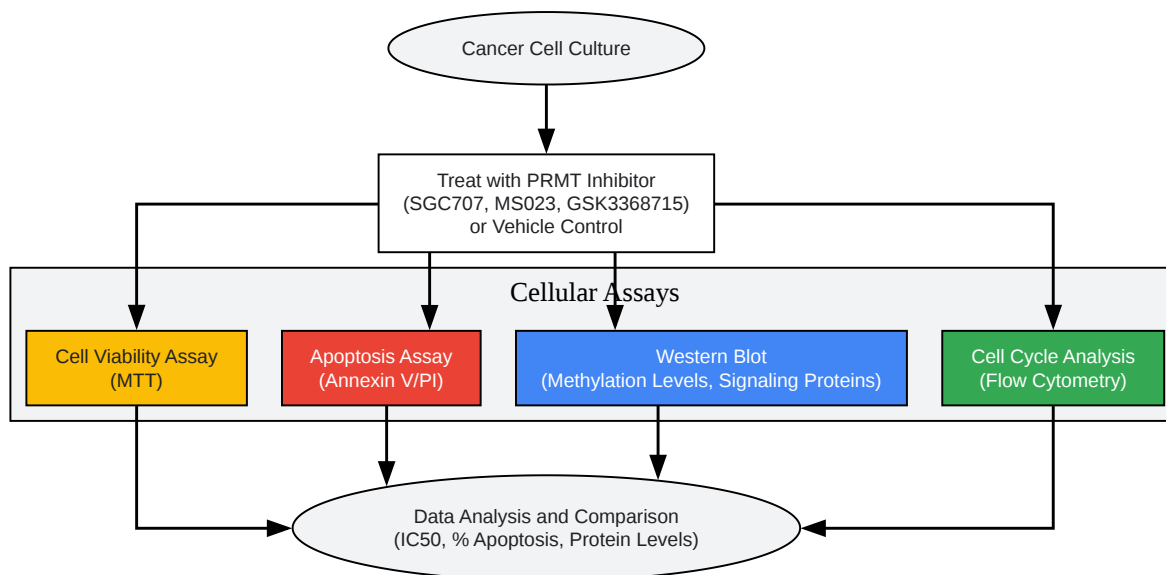 Cancer Cell Culture
Treat with PRMT Inhibitor
(SGC707, MS023, GSK3368715)
or Vehicle Control
Cellular Assays
Cell Viability Assay
(MTT)
Apoptosis Assay
(Annexin V/PI)
Western Blot
(Methylation Levels, Signaling Proteins)
Cell Cycle Analysis
(Flow Cytometry)
Data Analysis and Comparison
(IC50, % Apoptosis, Protein Levels)